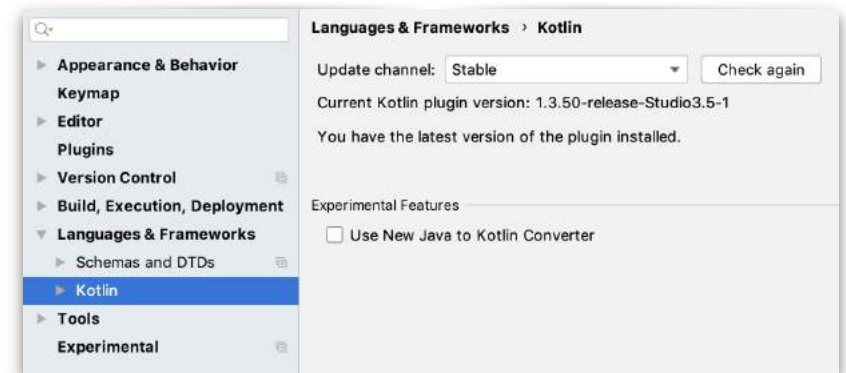 Appearance & Behavior
Keymap
Editor
Plugins
Version Control
Build, Execution, Deployment
Languages & Frameworks
Schemas and DTDs
Kotlin
Tools
Experimental
Languages & Frameworks › Kotlin
Update channel: Stable Check again
Current Kotlin plugin version: 1.3.50-release-Studio3.5-1
You have the latest version of the plugin installed.
Experimental Features
Use New Java to Kotlin Converter